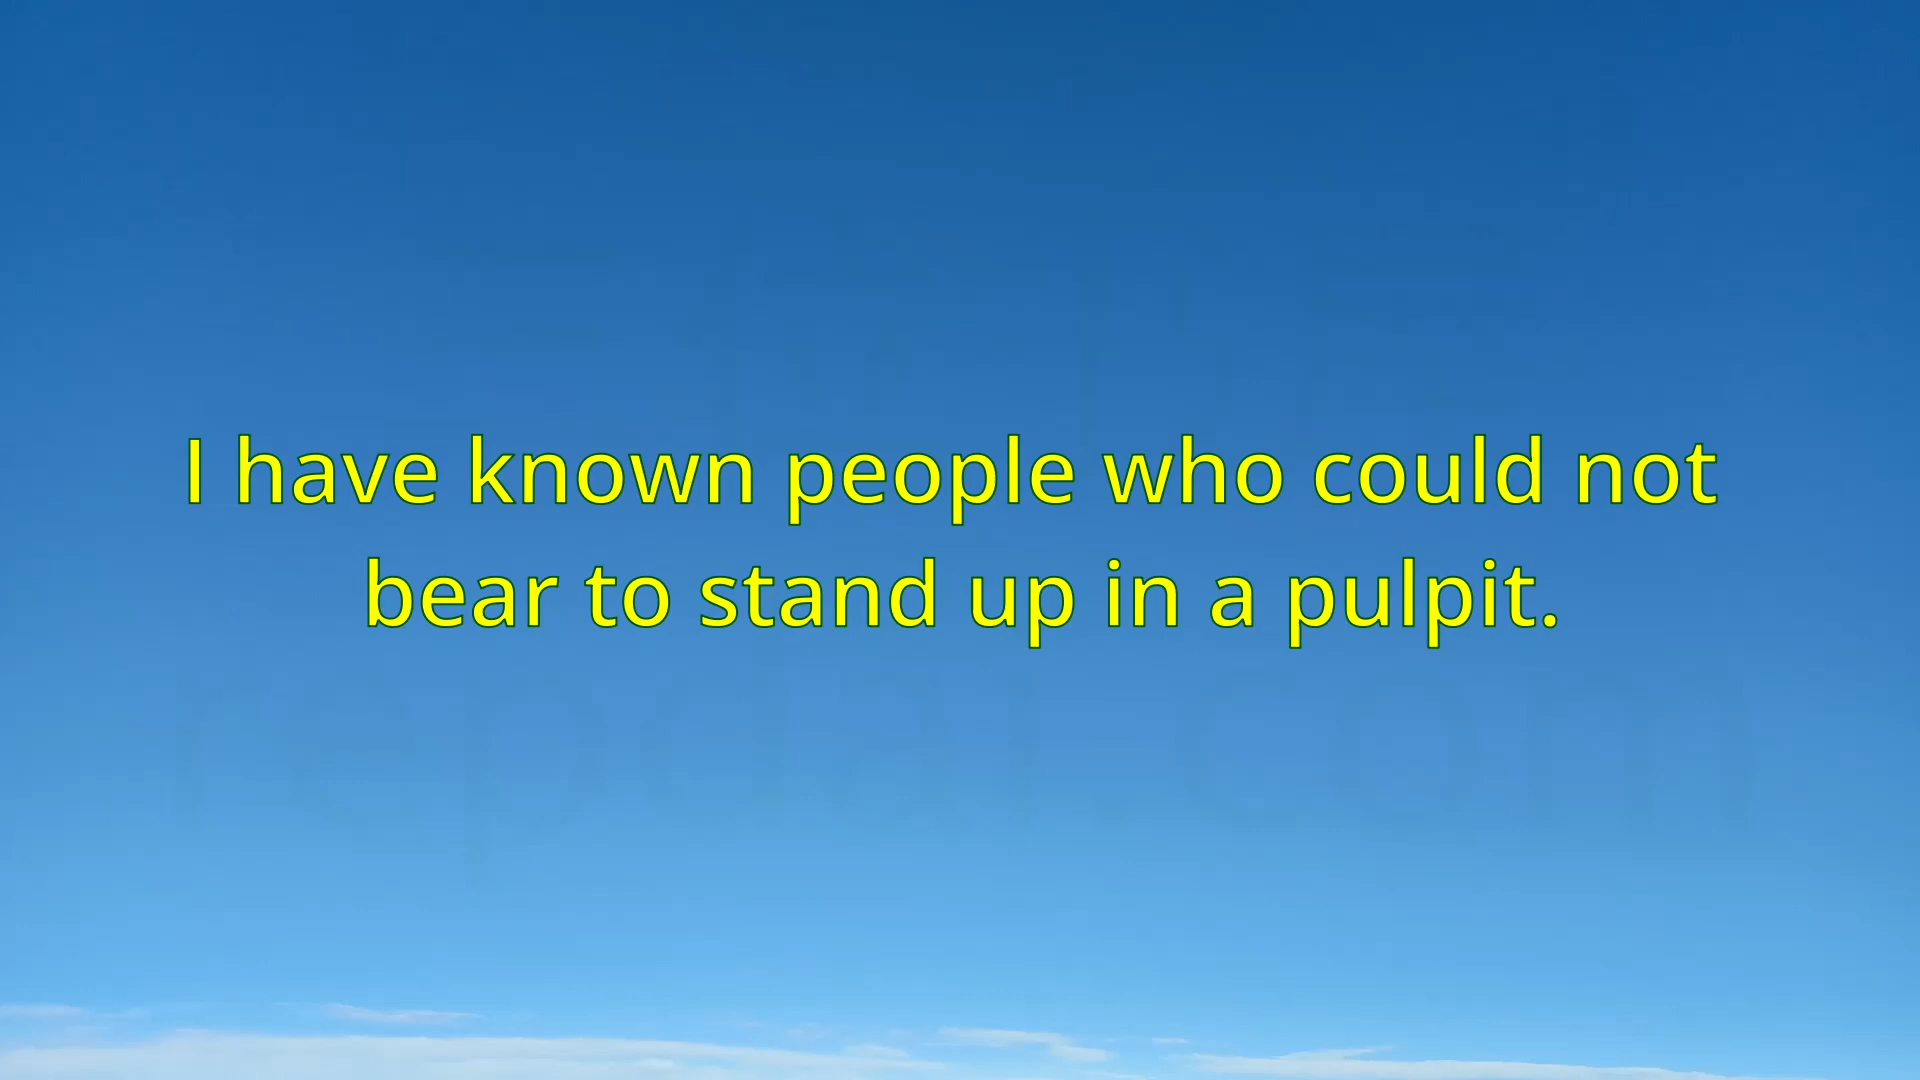 I have known people who could not
bear to stand up in a pulpit.